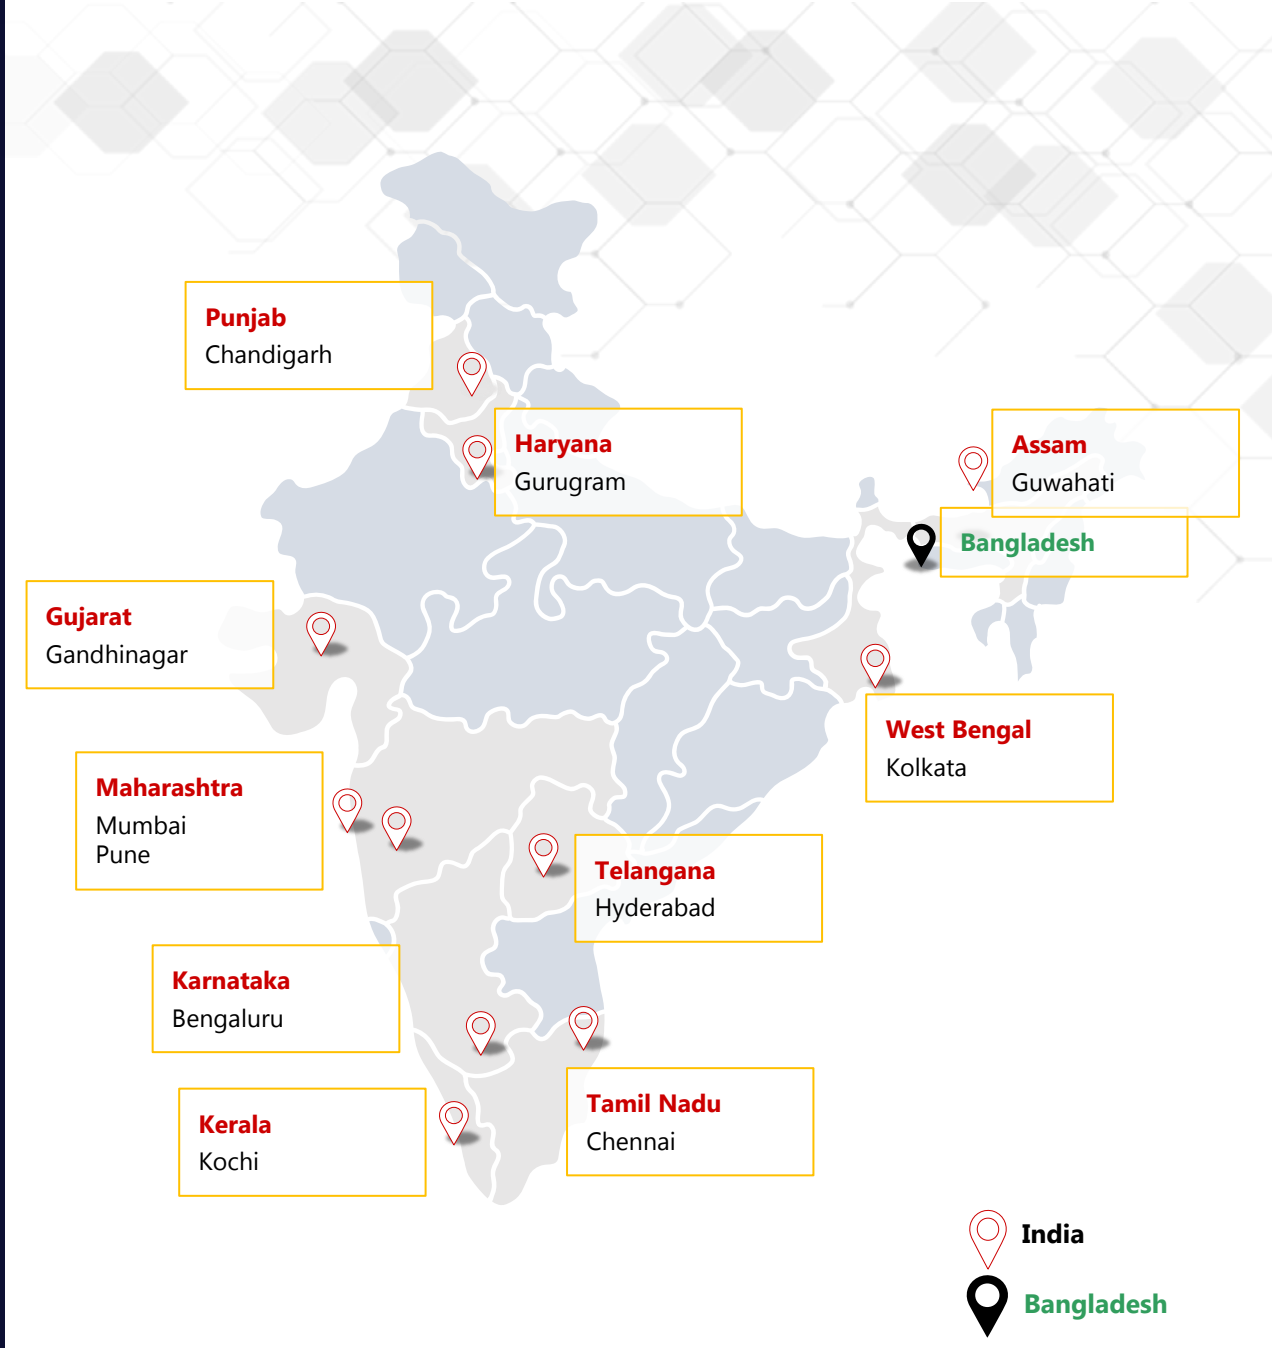 Punjab
Chandigarh
Haryana
Gurugram
Assam
Guwahati
Bangladesh
Gujarat
Gandhinagar
West Bengal
Kolkata
Maharashtra
Mumbai
Pune
Telangana
Hyderabad
Karnataka
Bengaluru
Tamil Nadu
Chennai
Kerala
Kochi
India
Bangladesh